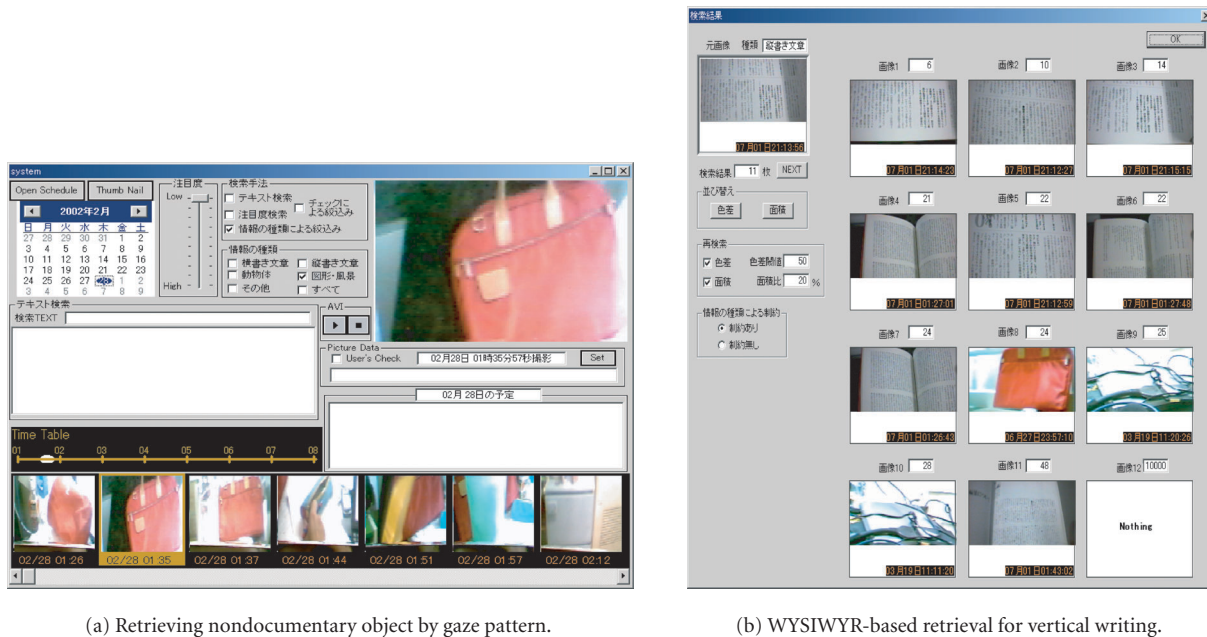 system
Open Schedule
Thumb Nail
2002年2月
日 月 火 水 木 金 土
27 28 29 30 31 1 2
3 4 5 6 7 8 9
10 11 12 13 14 15 16
17 18 19 20 21 22 23
24 25 26 27 28 1 2
3 4 5 6 7 8 9
注目度
Low
High
検索手法
テキスト検索
チェックに
よる絞込み
注目度検索
情報の種類による絞込み
情報の種類
横書き文章 縦書き文章
動物体 図形・風景
その他 すべて
テキスト検索
検索TEXT
AVI
Picture Data
User's Check
02月28日 01時35分57秒撮影
Set
02月 28日の予定
Time Table
01 02 03 04 05 06 07 08
02/28 01:26
02/28 01:35
02/28 01:37
02/28 01:44
02/28 01:51
02/28 01:57
02/28 02:12
(a) Retrieving nondocumentary object by gaze pattern.
検索結果
OK
元画像 種類 縦書き文章
07月01日21:13:56
検索結果 11 枚 NEXT
並び替え
色差 面積
再検索
色差 色差閾値 50
面積 面積比 20 %
情報の種類による制約
制約あり
制約無し
画像1 6
画像2 10
画像3 14
07月01日21:14:23
07月01日21:12:27
07月01日21:15:15
画像4 21
画像5 22
画像6 22
07月01日01:27:01
07月01日21:12:59
07月01日01:27:48
画像7 24
画像8 24
画像9 25
07月01日01:26:43
06月27日23:57:10
03月19日11:20:26
画像10 28
画像11 48
画像12 10000
Nothing
03月19日11:11:20
07月01日01:43:02
(b) WYSIWYR-based retrieval for vertical writing.